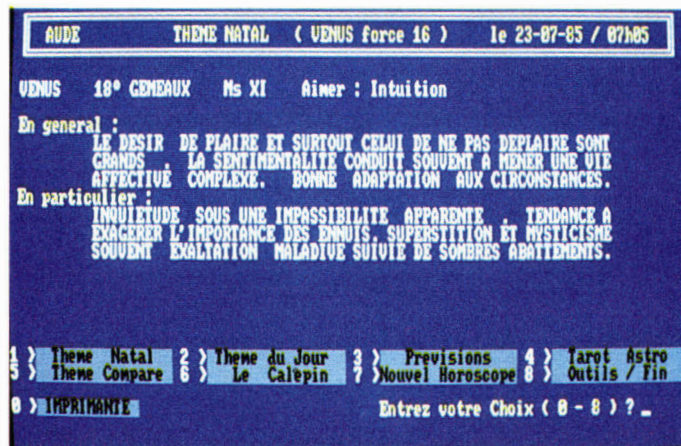 AUDE THEME NATAL ( VENUS force 16 ) le 23-07-85 / 07h05
VENUS 18° GEMEAUX Ms XI Aimer : Intuition
En general :
LE DESIR DE PLAIRE ET SURTOUT CELUI DE NE PAS DEPLAIRE SONT
GRANDS . LA SENTIMENTALITE CONDUIT SOUVENT A MENER UNE VIE
AFFECTIVE COMPLEXE. BONNE ADAPTATION AUX CIRCONSTANCES.
En particulier :
INQUIETUDE SOUS UNE IMPASSIBILITE APPARENTE . TENDANCE A
EXAGERER L'IMPORTANCE DES ENNUIS. SUPERSTITION ET MYSTICISME
SOUVENT EXALTATION MALADIVE SUIVIE DE SOMBRES ABATTEMENTS.
1 > Theme Natal 2 > Theme du Jour 3 > Previsions 4 > Tarot Astro
5 > Theme Compare 6 > Le Calepin 7 >Nouvel Horoscope 8 > Outils / Fin
0 > IMPRIMANTE Entrez votre Choix ( 0 - 8 ) ? _